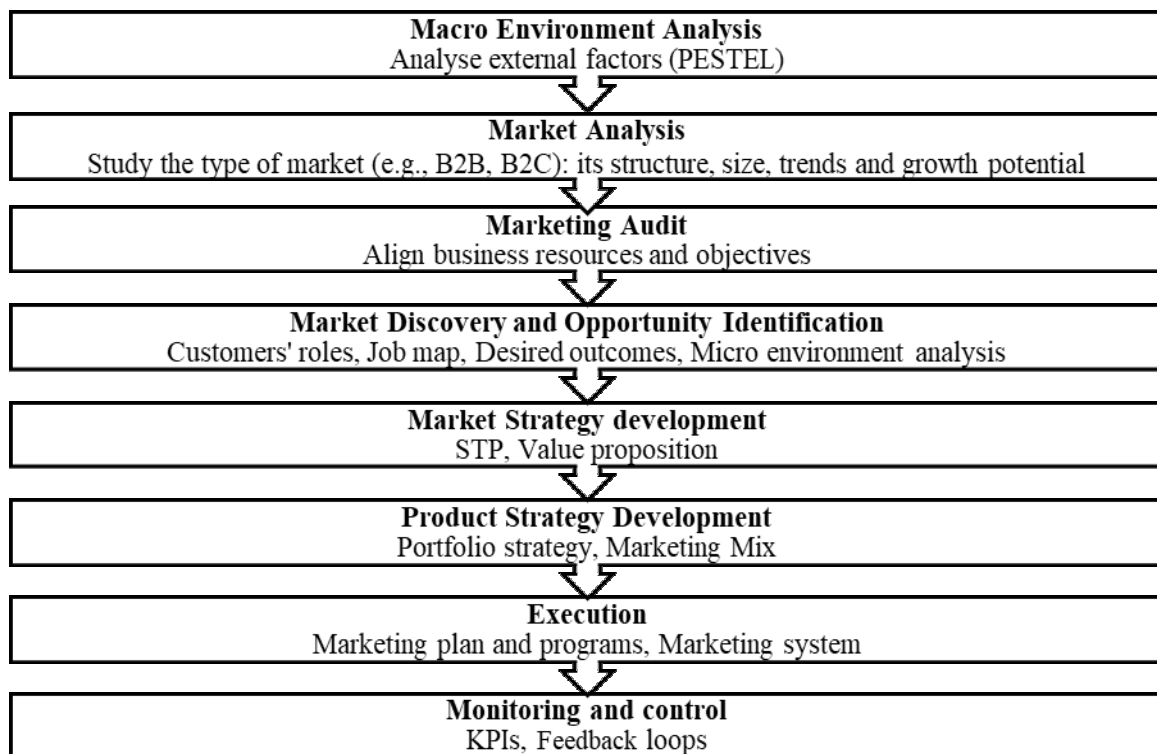 Macro Environment Analysis
Analyse external factors (PESTEL)
Market Analysis
Study the type of market (e.g., B2B, B2C): its structure, size, trends and growth potential
Marketing Audit
Align business resources and objectives
Market Discovery and Opportunity Identification
Customers' roles, Job map, Desired outcomes, Micro environment analysis
Market Strategy development
STP, Value proposition
Product Strategy Development
Portfolio strategy, Marketing Mix
Execution
Marketing plan and programs, Marketing system
Monitoring and control
KPIs, Feedback loops